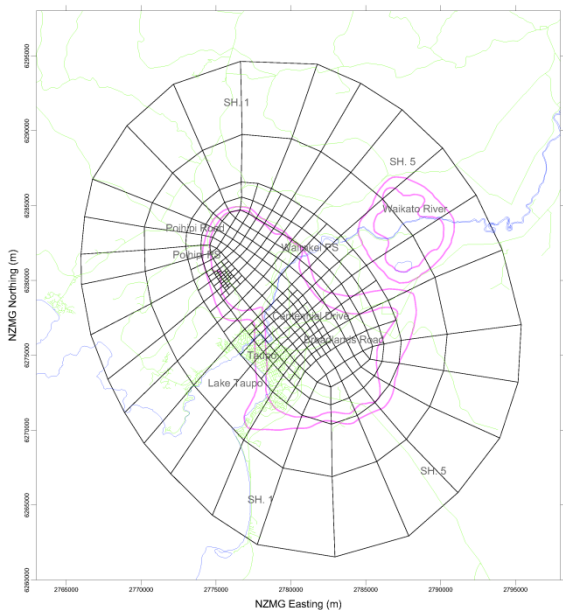 6295000
SH. 1
6290000
SH. 5
6285000
Waikato River
Poihipi Road
Wairakei PS
Poihipi PS
6280000
NZMG Northing (m)
Centennial Drive
Broadlands Road
6275000
Taupo
Lake Taupo
6270000
SH. 5
SH. 1
6265000
6260000
2765000 2770000 2775000 2780000 2785000 2790000 2795000
NZMG Easting (m)